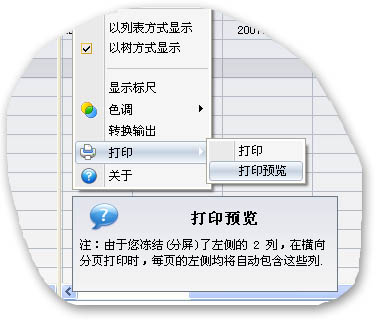 以列表方式显示
以树方式显示
显示标尺
色调
转换输出
打印
关于
打印
打印预览
打印预览
注：由于您冻结(分屏)了左侧的 2 列，在横向
分页打印时，每页的左侧均将自动包含这些列.